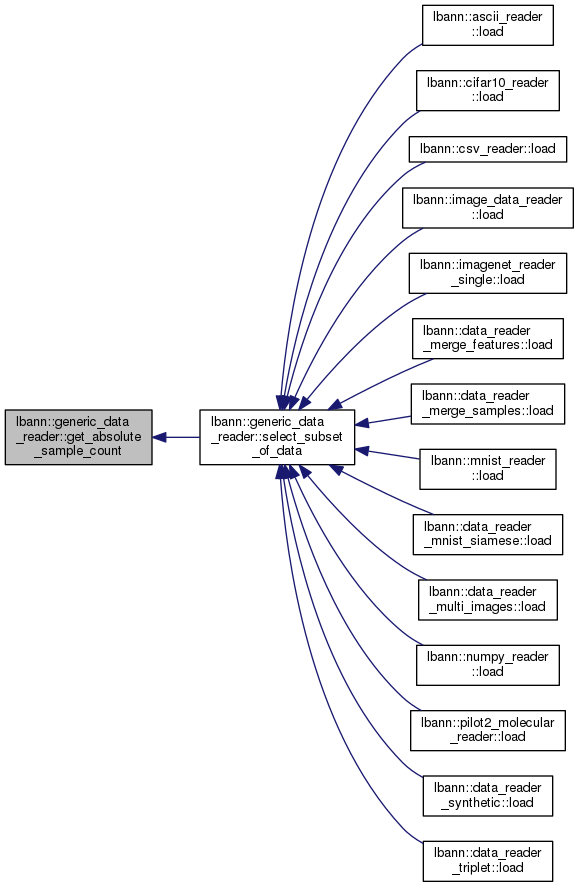 lbann::generic_data
_reader::get_absolute
_sample_count
lbann::generic_data
_reader::select_subset
_of_data
lbann::ascii_reader
::load
lbann::cifar10_reader
::load
lbann::csv_reader::load
lbann::image_data_reader
::load
lbann::imagenet_reader
_single::load
lbann::data_reader
_merge_features::load
lbann::data_reader
_merge_samples::load
lbann::mnist_reader
::load
lbann::data_reader
_mnist_siamese::load
lbann::data_reader
_multi_images::load
lbann::numpy_reader
::load
lbann::pilot2_molecular
_reader::load
lbann::data_reader
_synthetic::load
lbann::data_reader
_triplet::load